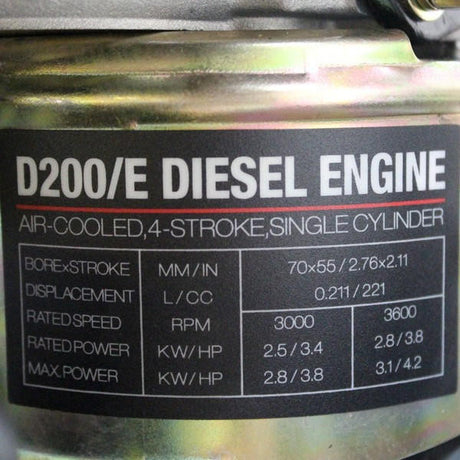 D200/E DIESEL ENGINE
AIR-COOLED,4-STROKE,SINGLE CYLINDER
BORE×STROKE MM/IN 70×55/2.76×2.11
DISPLACEMENT L/CC 0.211/221
RATED SPEED RPM 3000 3600
RATED POWER KW/HP 2.5/3.4 2.8/3.8
MAX.POWER KW/HP 2.8/3.8 3.1/4.2